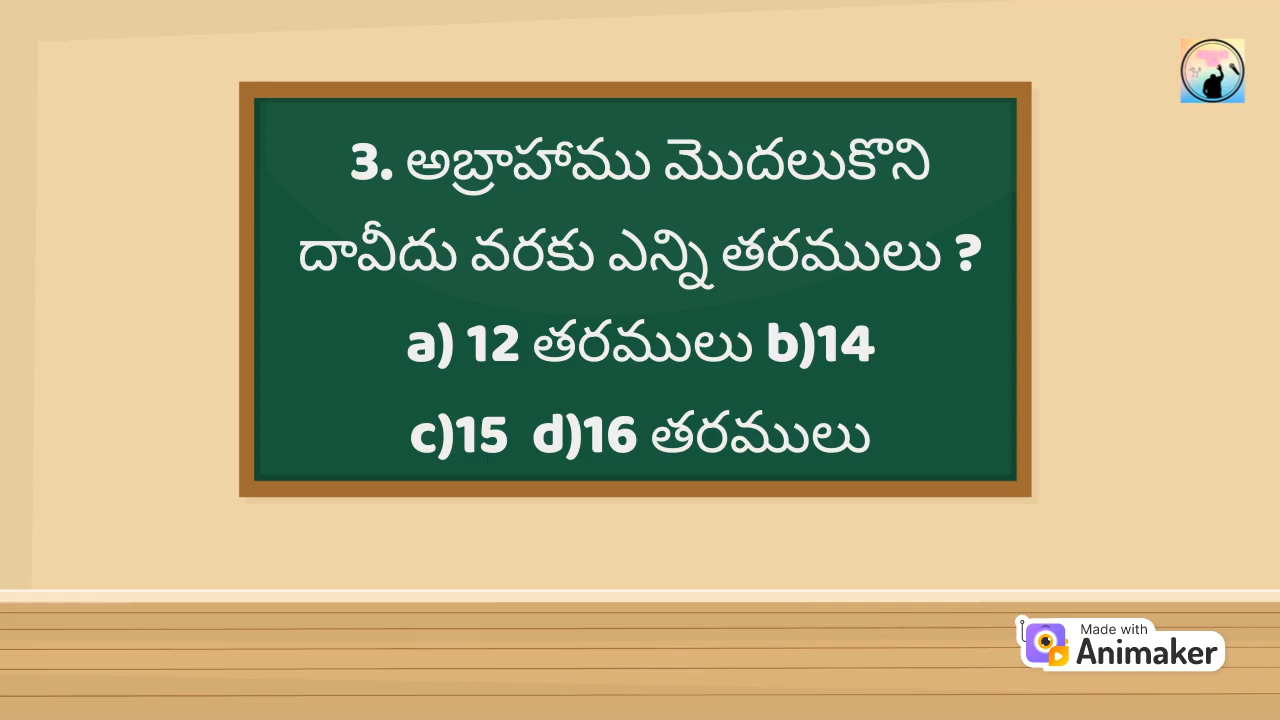 3. అబ్రాహాము మొదలుకొని
దావీదు వరకు ఎన్ని తరములు ?
a) 12 తరములు b)14
c)15 d)16 తరములు
Made with
Animaker